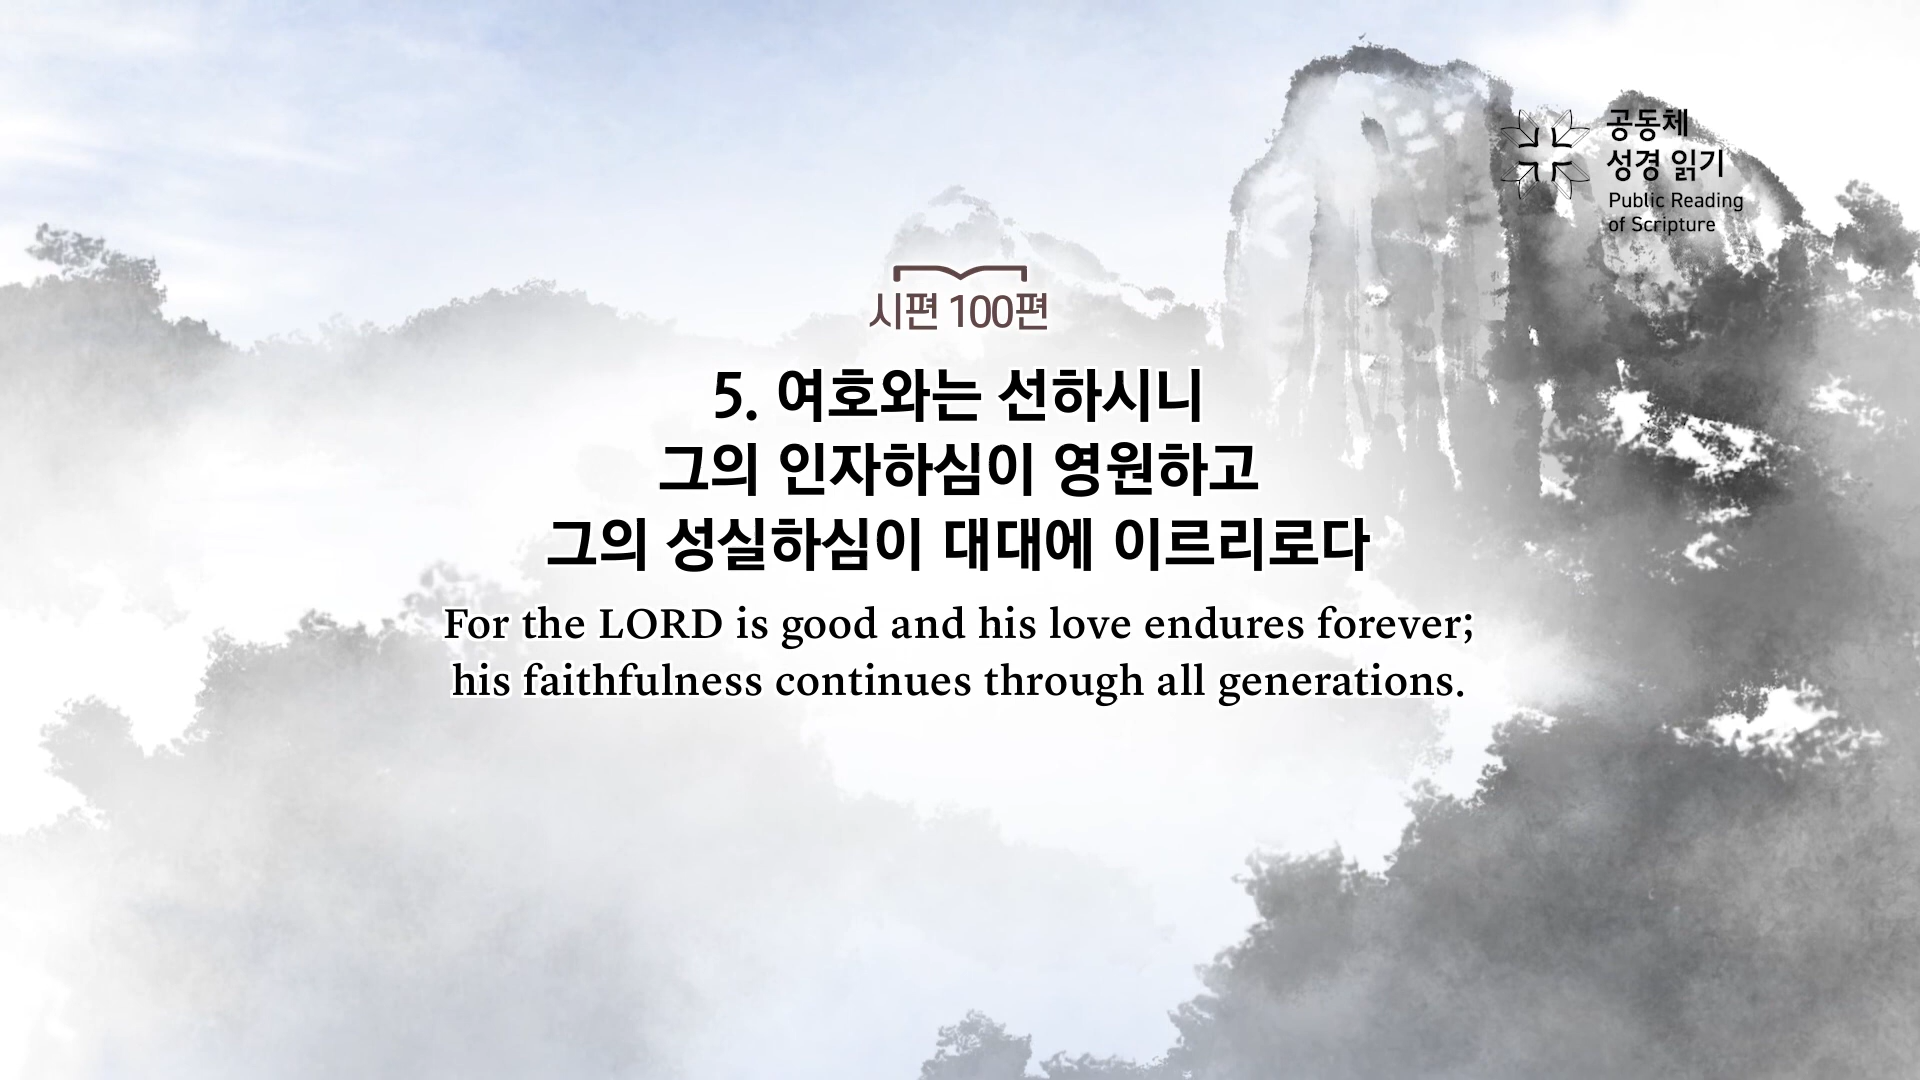 공동체
성경 읽기
Public Reading
of Scripture
시편 100편
5. 여호와는 선하시니
그의 인자하심이 영원하고
그의 성실하심이 대대에 이르리로다
For the LORD is good and his love endures forever;
his faithfulness continues through all generations.